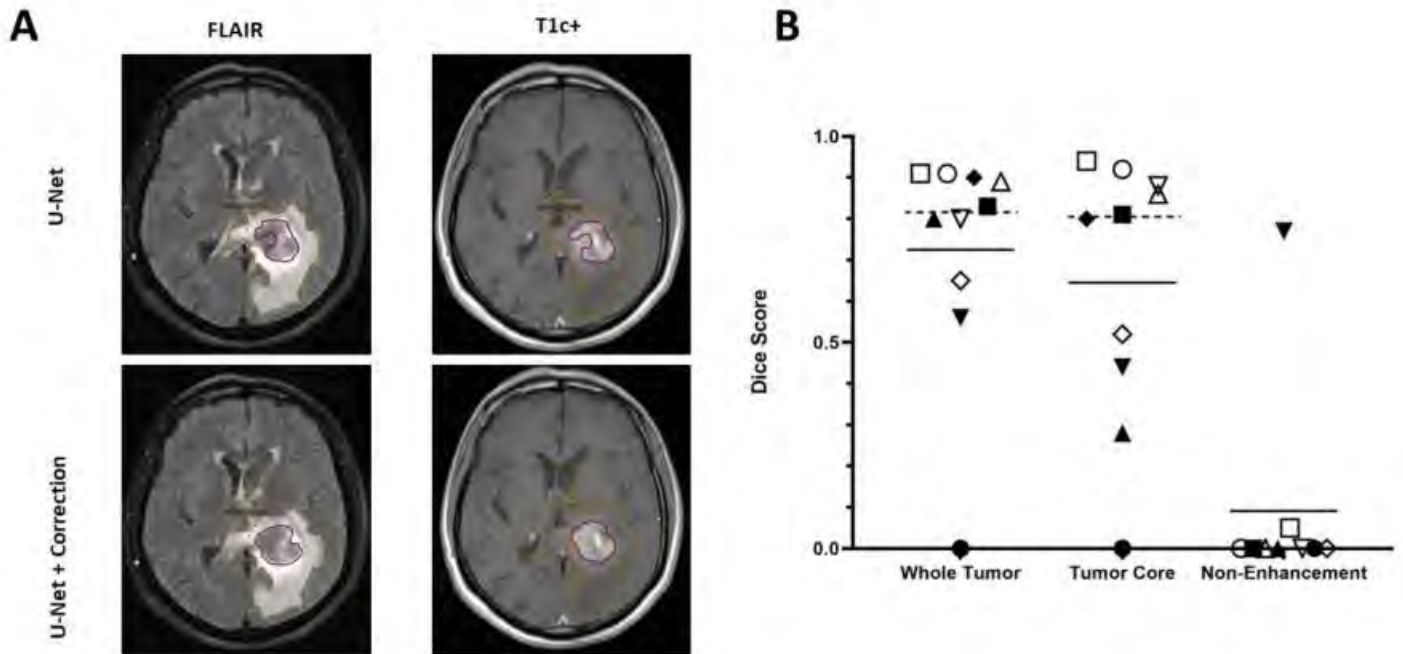 A
FLAIR
T1c+
U-Net
U-Net + Correction
B
Dice Score
1.0
0.5
0.0
Whole Tumor
Tumor Core
Non-Enhancement